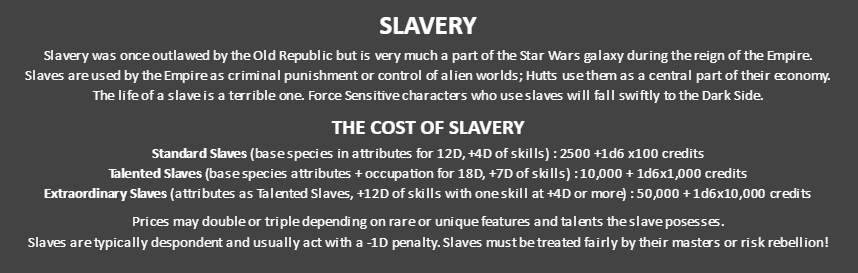 SLAVERY
Slavery was once outlawed by the Old Republic but is very much a part of the Star Wars galaxy during the reign of the Empire.
Slaves are used by the Empire as criminal punishment or control of alien worlds; Hutts use them as a central part of their economy.
The life of a slave is a terrible one. Force Sensitive characters who use slaves will fall swiftly to the Dark Side.
THE COST OF SLAVERY
Standard Slaves (base species in attributes for 12D, +4D of skills) : 2500 +1d6 x100 credits
Talented Slaves (base species attributes + occupation for 18D, +7D of skills) : 10,000 + 1d6x1,000 credits
Extraordinary Slaves (attributes as Talented Slaves, +12D of skills with one skill at +4D or more) : 50,000 + 1d6x10,000 credits
Prices may double or triple depending on rare or unique features and talents the slave posesses.
Slaves are typically despondent and usually act with a -1D penalty. Slaves must be treated fairly by their masters or risk rebellion!